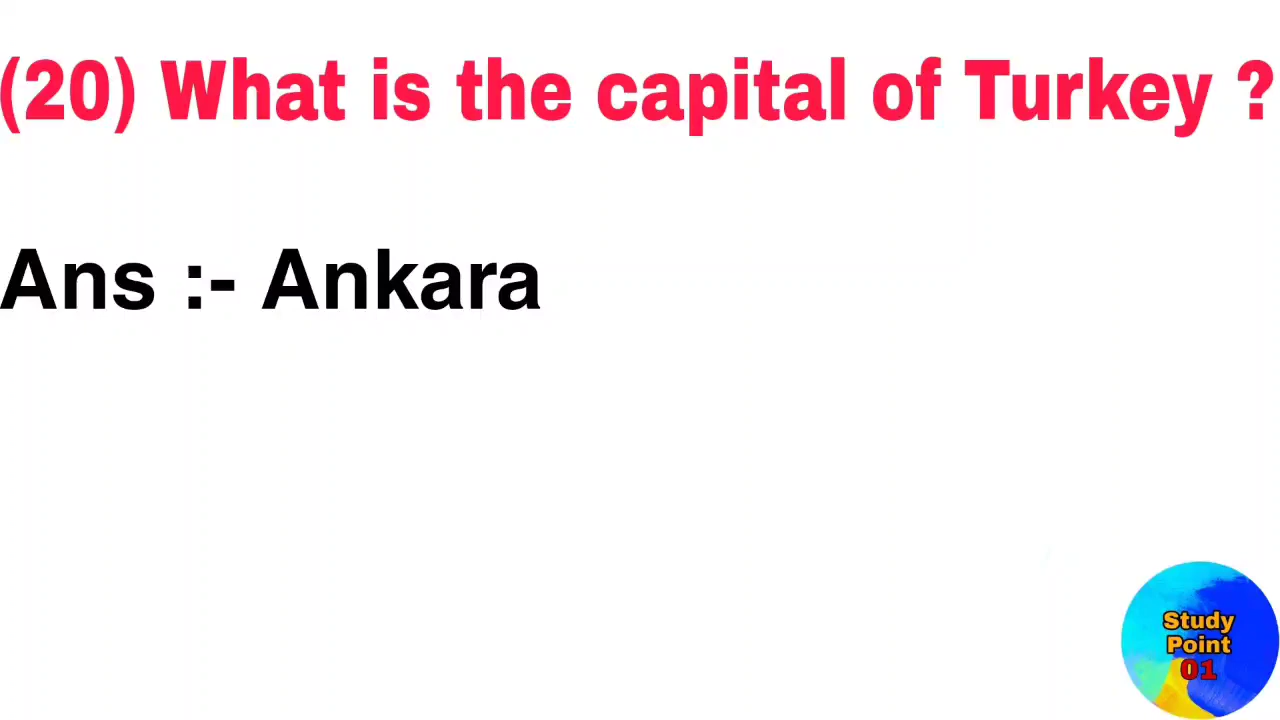 (20) What is the capital of Turkey ?
Ans :- Ankara
Study
Point
01